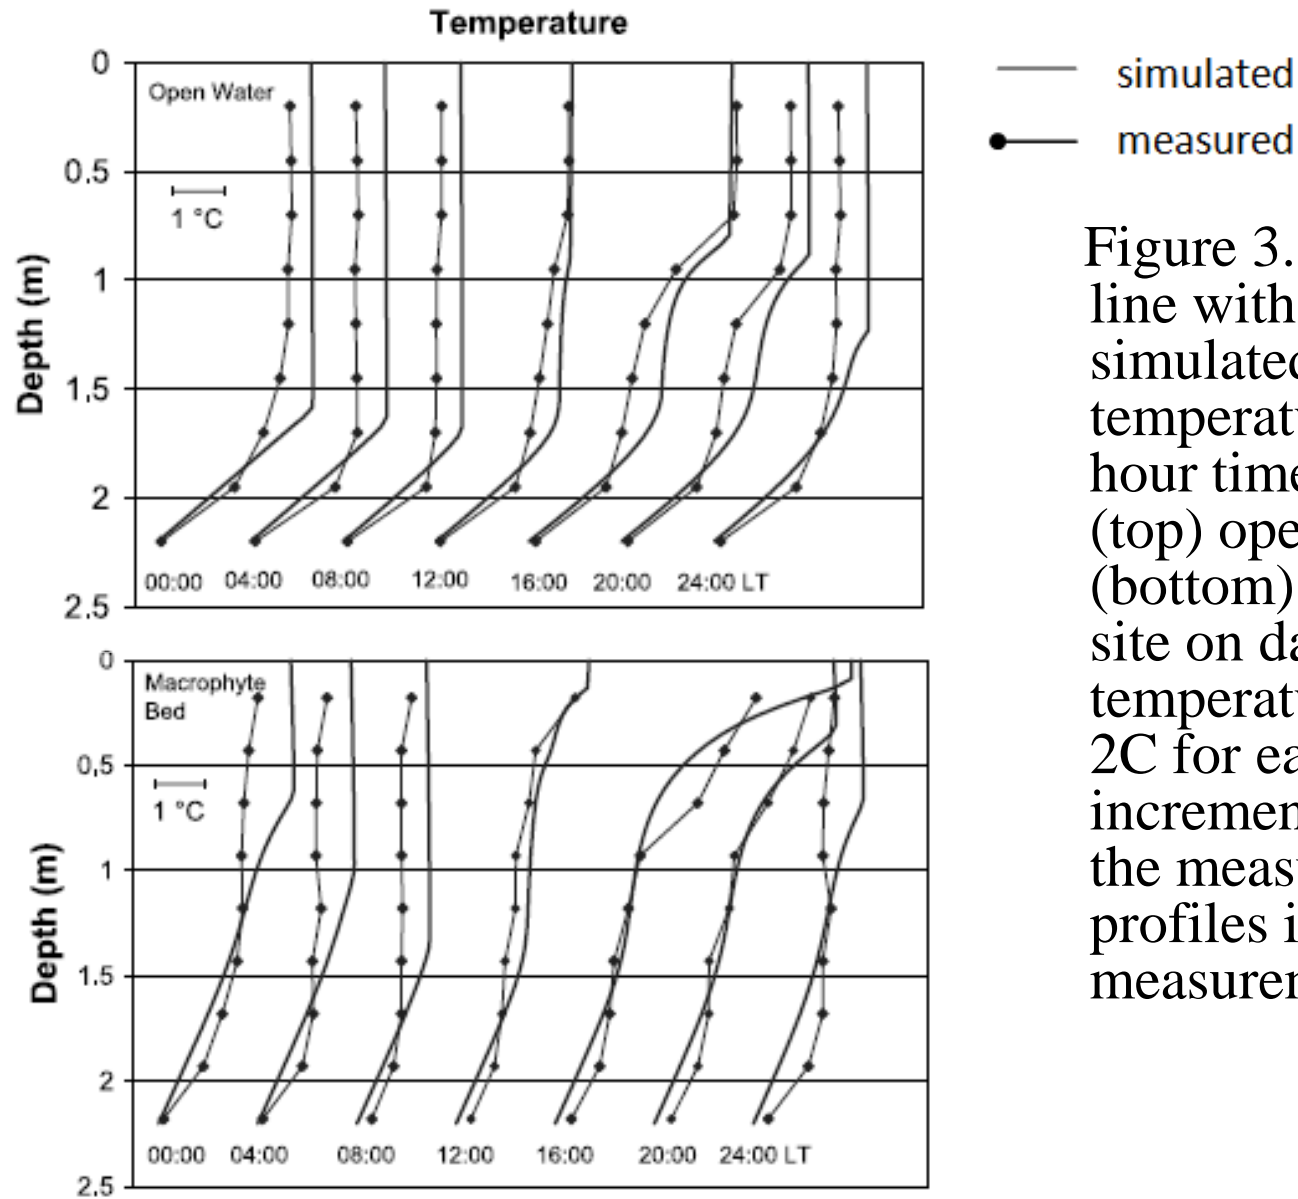 Temperature
0
Open Water
0.5
1 °C
1
Depth (m)
1.5
2
00:00 04:00 08:00 12:00 16:00 20:00 24:00 LT
2.5
0
Macrophyte
Bed
0,5
1 °C
1
Depth (m)
1.5
2
00:00 04:00 08:00 12:00 16:00 20:00 24:00 LT
2.5
simulated
measured
Figure 3.
line with
simulated
temperatu
hour time
(top) ope
(bottom)
site on da
temperatu
2C for ea
incremen
the meas
profiles i
measurer